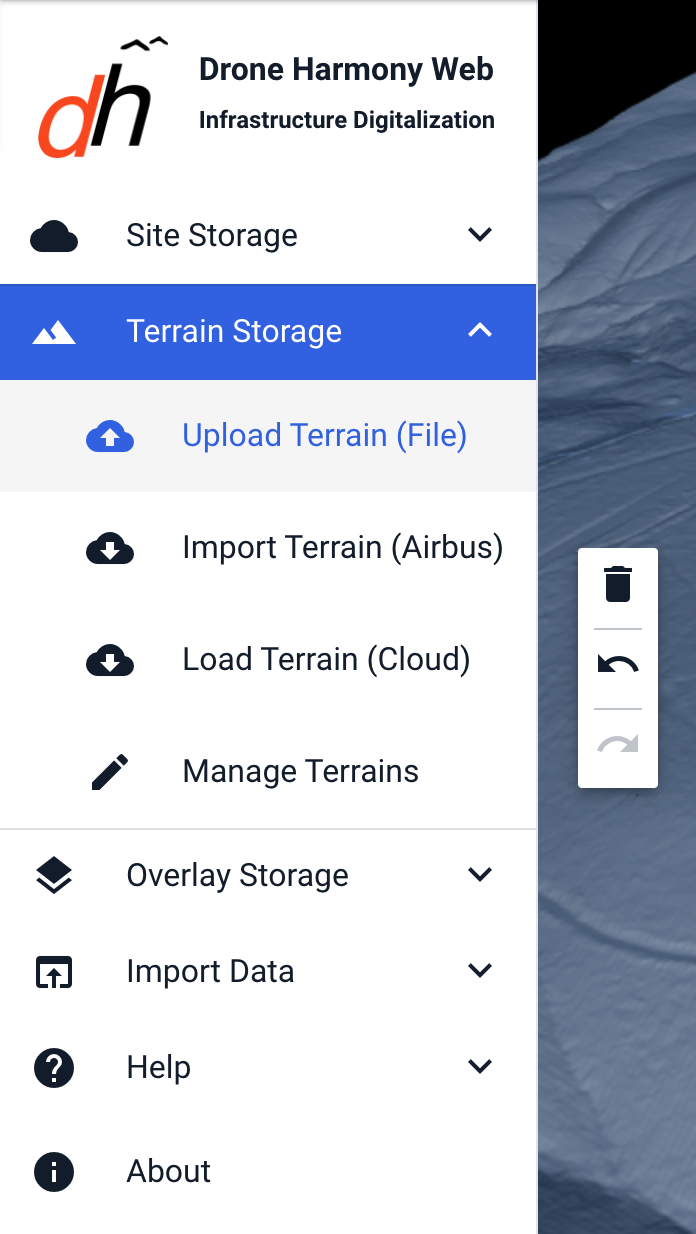 dh
Drone Harmony Web
Infrastructure Digitalization
Site Storage
Terrain Storage
Upload Terrain (File)
Import Terrain (Airbus)
Load Terrain (Cloud)
Manage Terrains
Overlay Storage
Import Data
Help
About